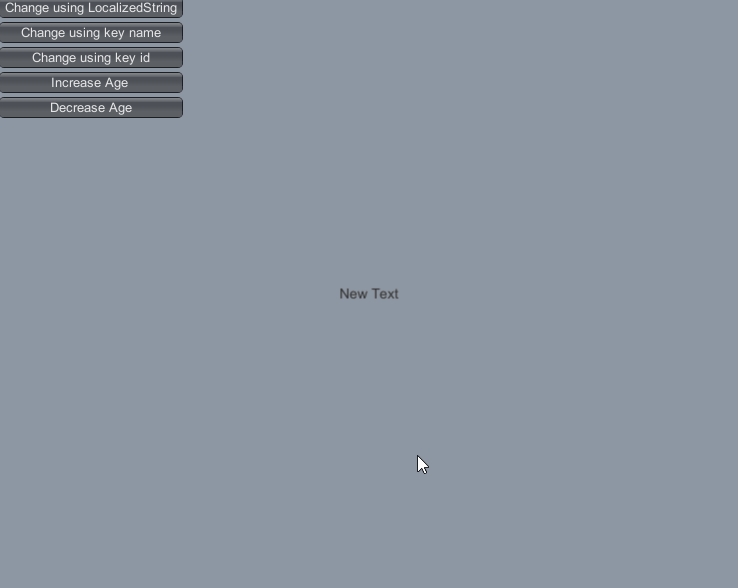 Change using LocalizedString
Change using key name
Change using key id
Increase Age
Decrease Age
New Text